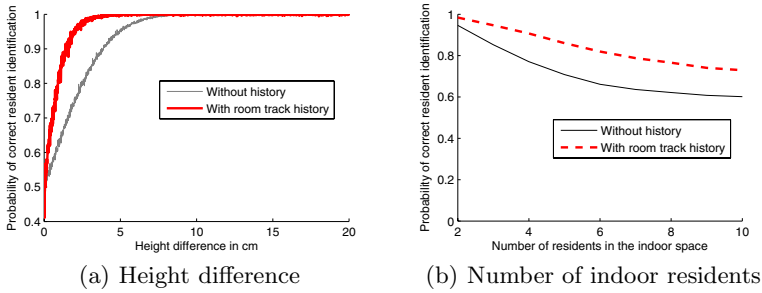 Probability of correct resident identification
1
0.9
0.8
0.7
0.6
0.5
0.4
0
5
10
15
20
Without history
With room track history
Height difference in cm
(a) Height difference
Probability of correct resident identification
1
0.8
0.6
0.4
0.2
0
2
4
6
8
10
Without history
With room track history
Number of residents in the indoor space
(b) Number of indoor residents